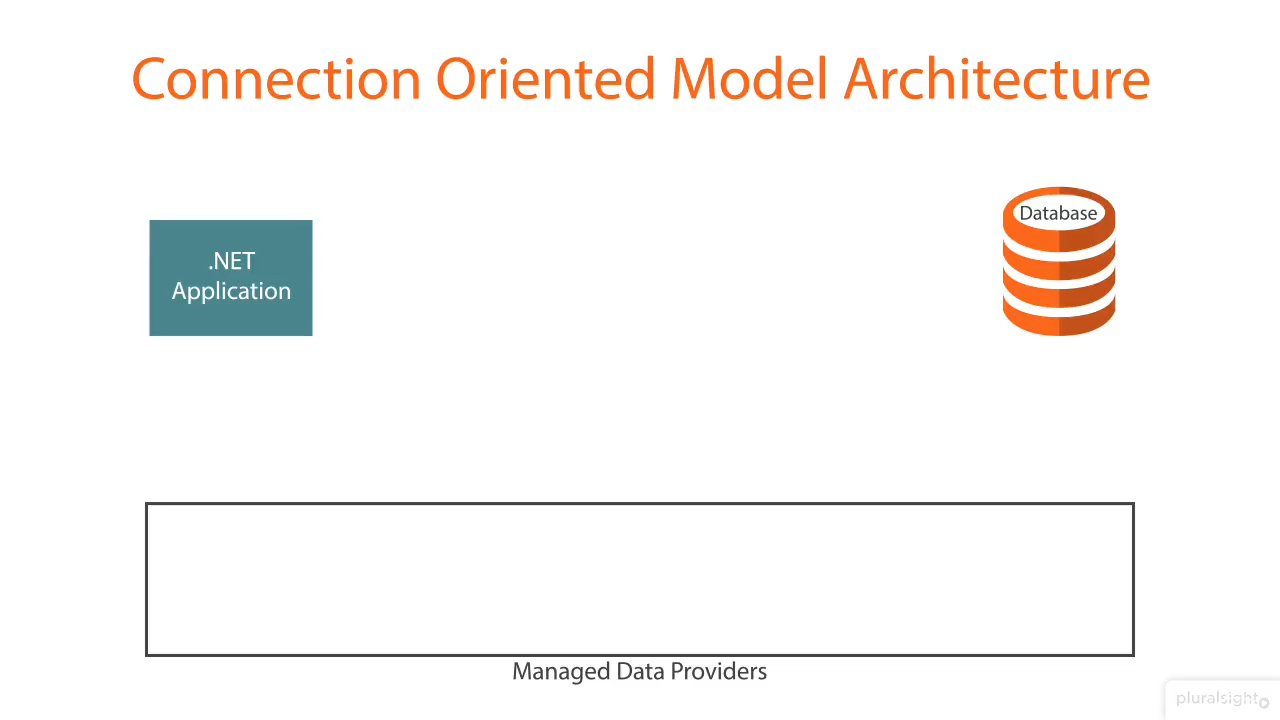 Connection Oriented Model Architecture
.NET
Application
Database
Managed Data Providers
pluralsight